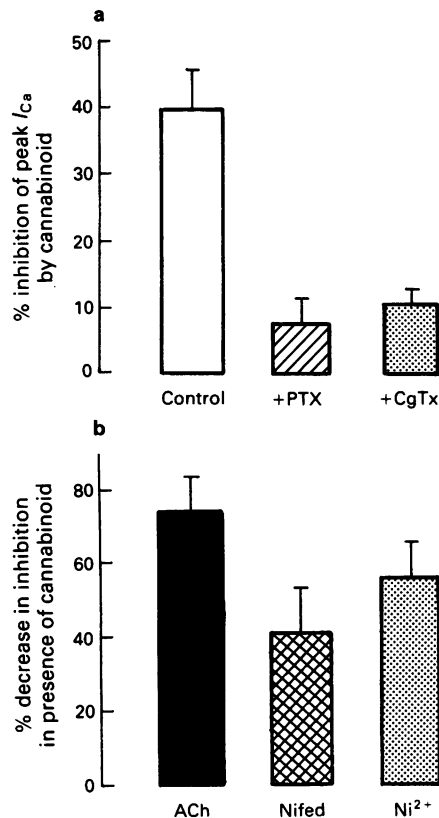 a
% inhibition of peak I_Ca
by cannabinoid
50
40
30
20
10
0
Control +PTX +CgTx
b
% decrease in inhibition
in presence of cannabinoid
80
60
40
20
0
ACh Nifed Ni²⁺